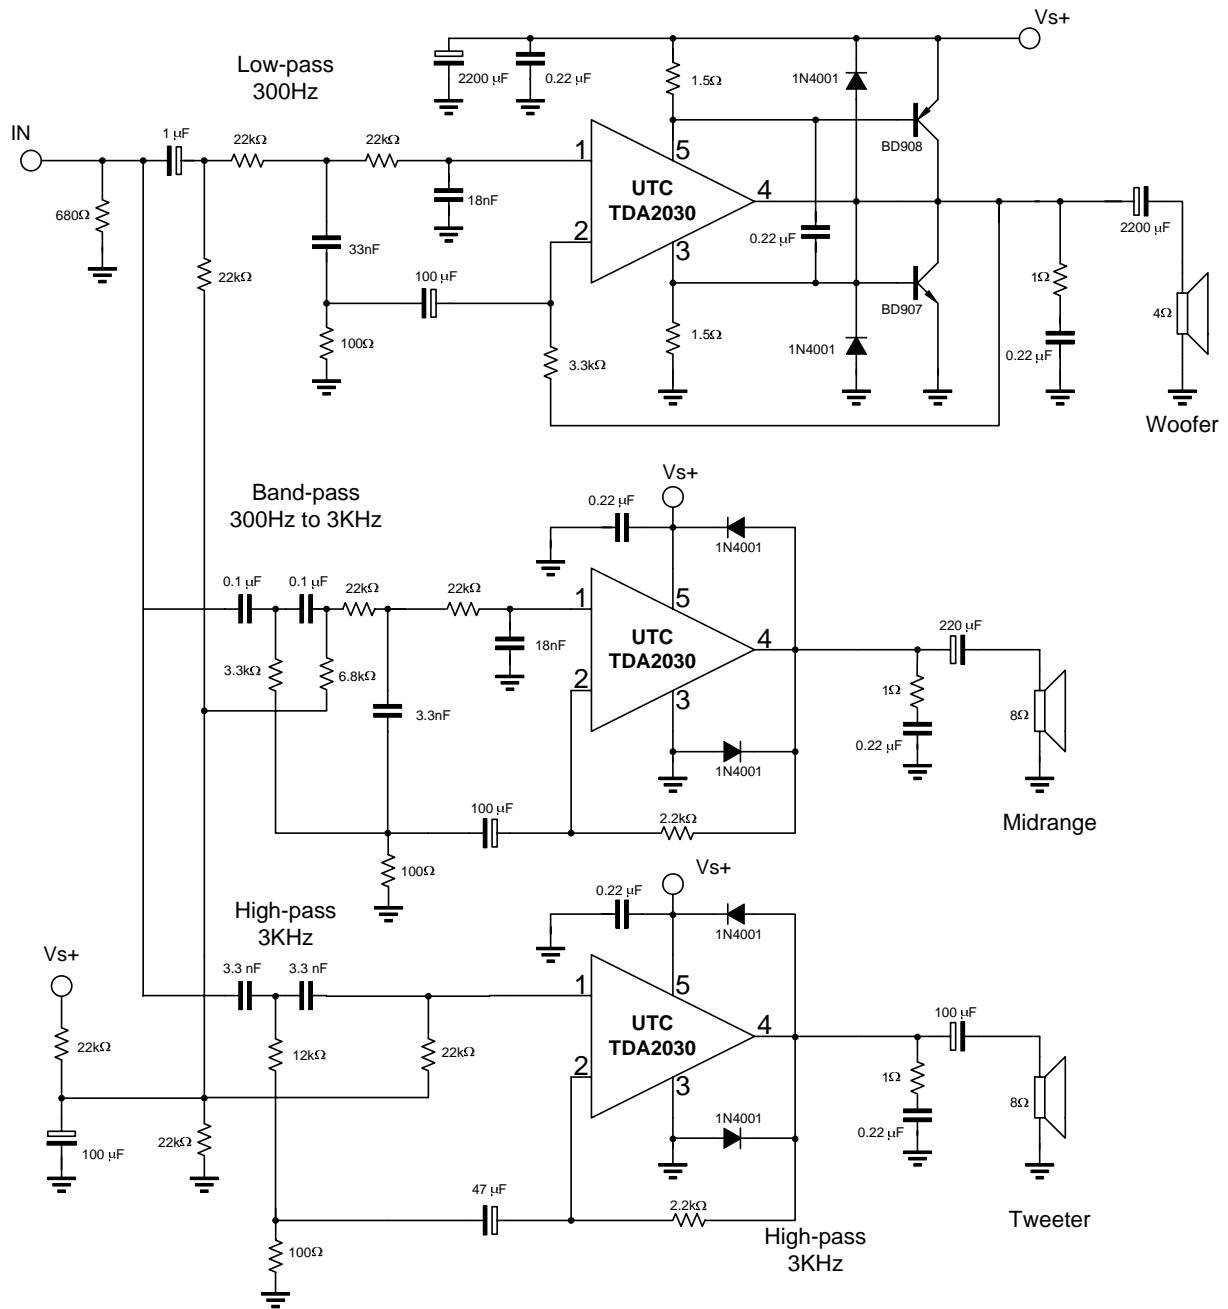 Vs+
Low-pass
300Hz
2200 µF
0.22 µF
1.5Ω
1N4001
IN
1 µF
22kΩ
22kΩ
1
5
BD908
UTC
TDA2030
4
680Ω
18nF
2
3
0.22 µF
2200 µF
33nF
22kΩ
100 µF
1Ω
BD907
4Ω
100Ω
3.3kΩ
1.5Ω
1N4001
0.22 µF
Woofer
Vs+
Band-pass
300Hz to 3KHz
0.22 µF
1N4001
0.1 µF
0.1 µF
22kΩ
22kΩ
1
5
UTC
TDA2030
4
220 µF
18nF
3.3kΩ
6.8kΩ
2
3
1Ω
3.3nF
8Ω
0.22 µF
1N4001
100 µF
2.2kΩ
Midrange
100Ω
Vs+
0.22 µF
High-pass
3KHz
1N4001
Vs+
3.3 nF
3.3 nF
1
5
100 µF
UTC
TDA2030
4
22kΩ
12kΩ
22kΩ
2
3
1Ω
8Ω
1N4001
0.22 µF
22kΩ
100 µF
47 µF
2.2kΩ
Tweeter
High-pass
3KHz
100Ω